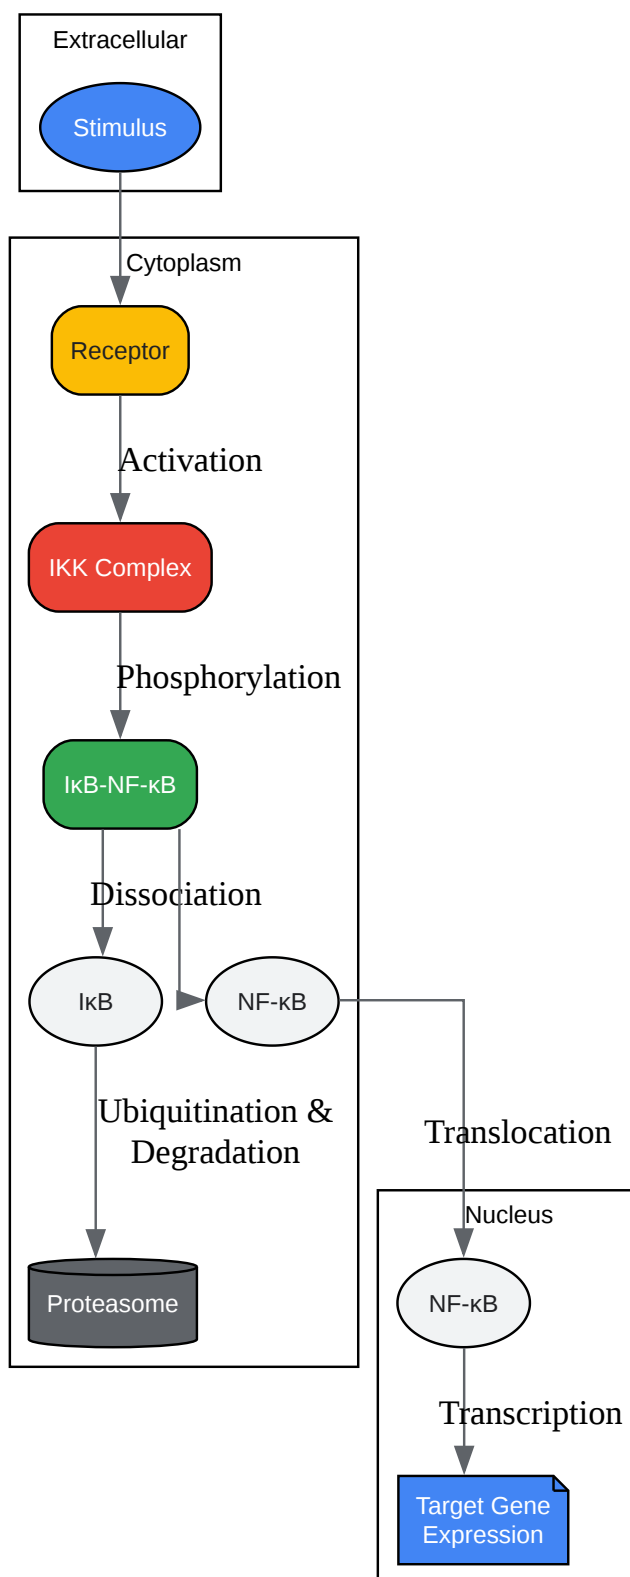 Extracellular
Stimulus
Cytoplasm
Receptor
Activation
IKK Complex
Phosphorylation
IκB-NF-κB
Dissociation
IκB
NF-κB
Ubiquitination &
Degradation
Translocation
Nucleus
Proteasome
NF-κB
Transcription
Target Gene
Expression